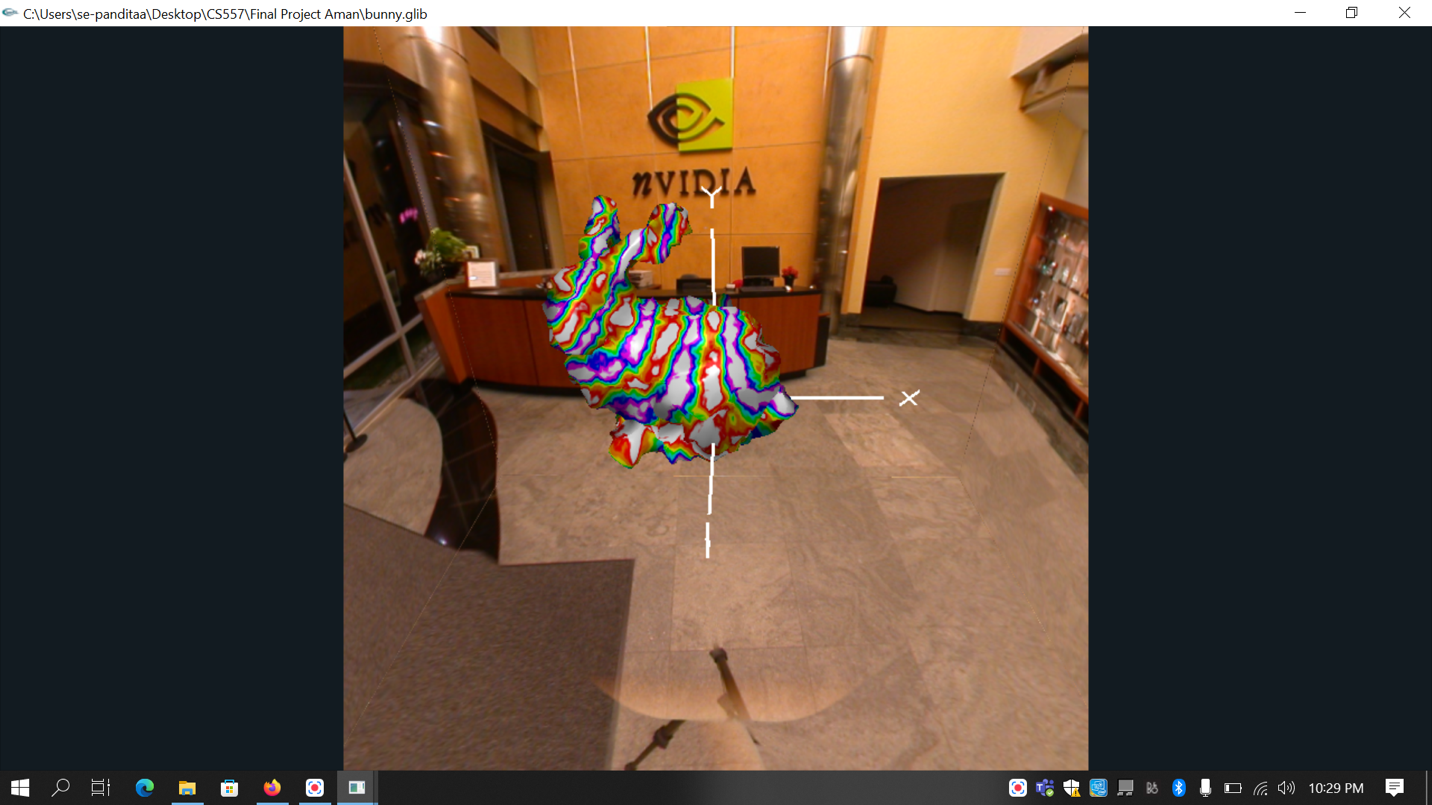 C:\Users\se-panditaa\Desktop\CS557\Final Project Aman\bunny.glib
nVIDIA
Y
X
10:29 PM